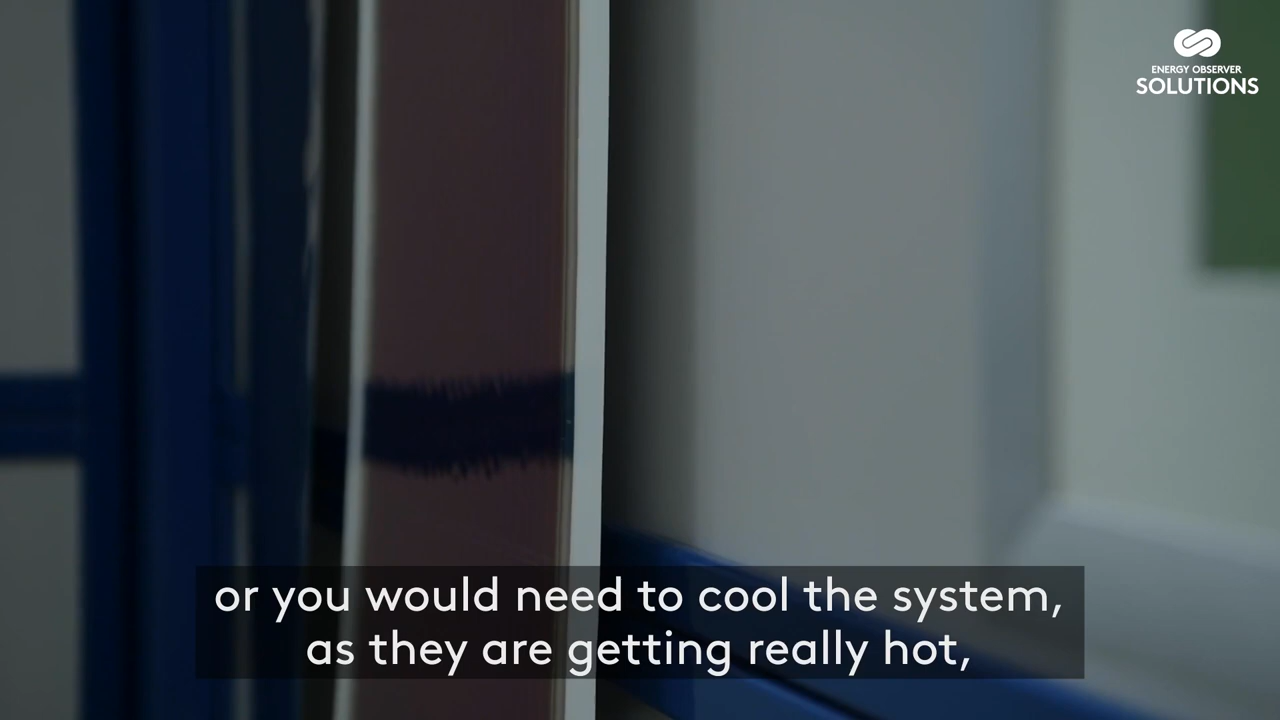 ENERGY OBSERVER
SOLUTIONS
or you would need to cool the system,
as they are getting really hot,